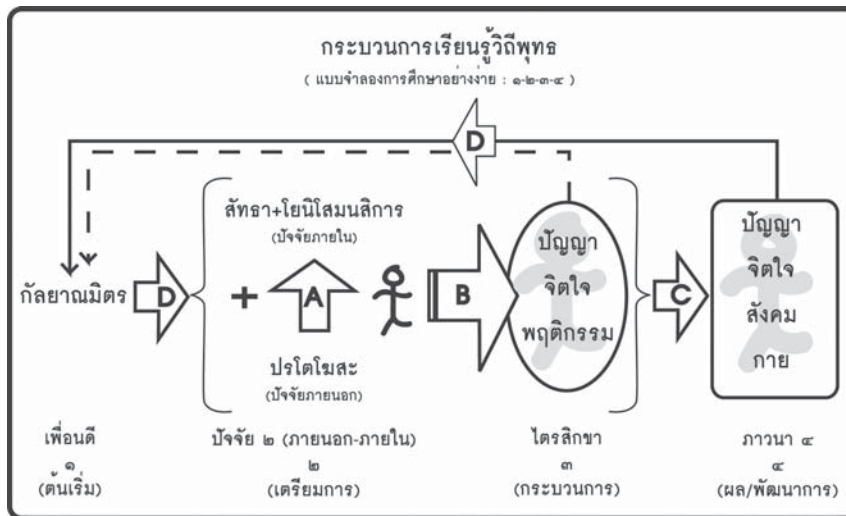 กระบวนการเรียนรู้วิถีพุทธ
( แบบจำลองการศึกษาอย่างง่าย : ๑-๒-๓-๔ )
D
สัทธา+โยนิโสมนสิการ
(ปัจจัยภายใน)
กัลยาณมิตร
D
+
A
ปรโตโฆสะ
(ปัจจัยภายนอก)
B
ปัญญา
จิตใจ
พฤติกรรม
C
ปัญญา
จิตใจ
สังคม
กาย
เพื่อนดี
๑
(ต้นเริ่ม)
ปัจจัย ๒ (ภายนอก-ภายใน)
๒
(เตรียมการ)
ไตรสิกขา
๓
(กระบวนการ)
ภาวนา ๔
๔
(ผล/พัฒนาการ)